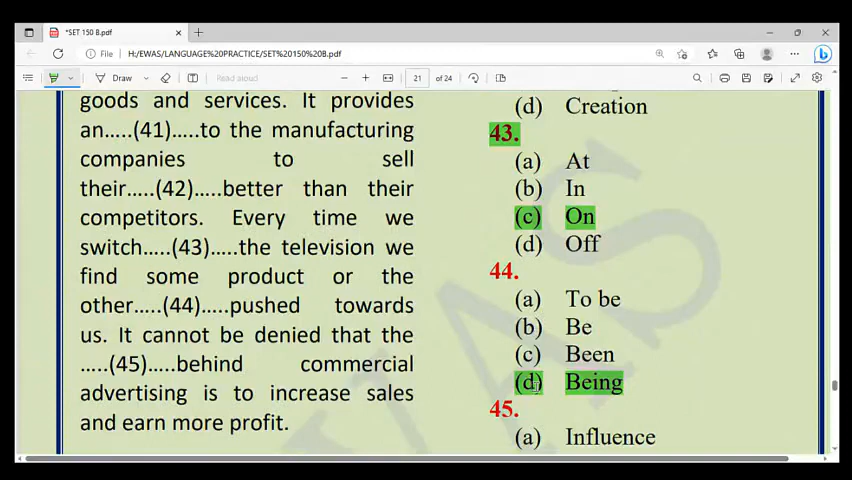 *SET 150 B.pdf
File
H:/EWAS/LANGUAGE%20PRACTICE/SET%20150%20B.pdf
Draw
Read aloud
21 of 24
goods and services. It provides
an.....(41).....to the manufacturing
companies to sell
their.....(42).....better than their
competitors. Every time we
switch....(43).....the television we
find some product or the
other.....(44).....pushed towards
us. It cannot be denied that the
.....(45).....behind commercial
advertising is to increase sales
and earn more profit.
(d) Creation
43.
(a) At
(b) In
(c) On
(d) Off
44.
(a) To be
(b) Be
(c) Been
(d) Being
45.
(a) Influence
WAS